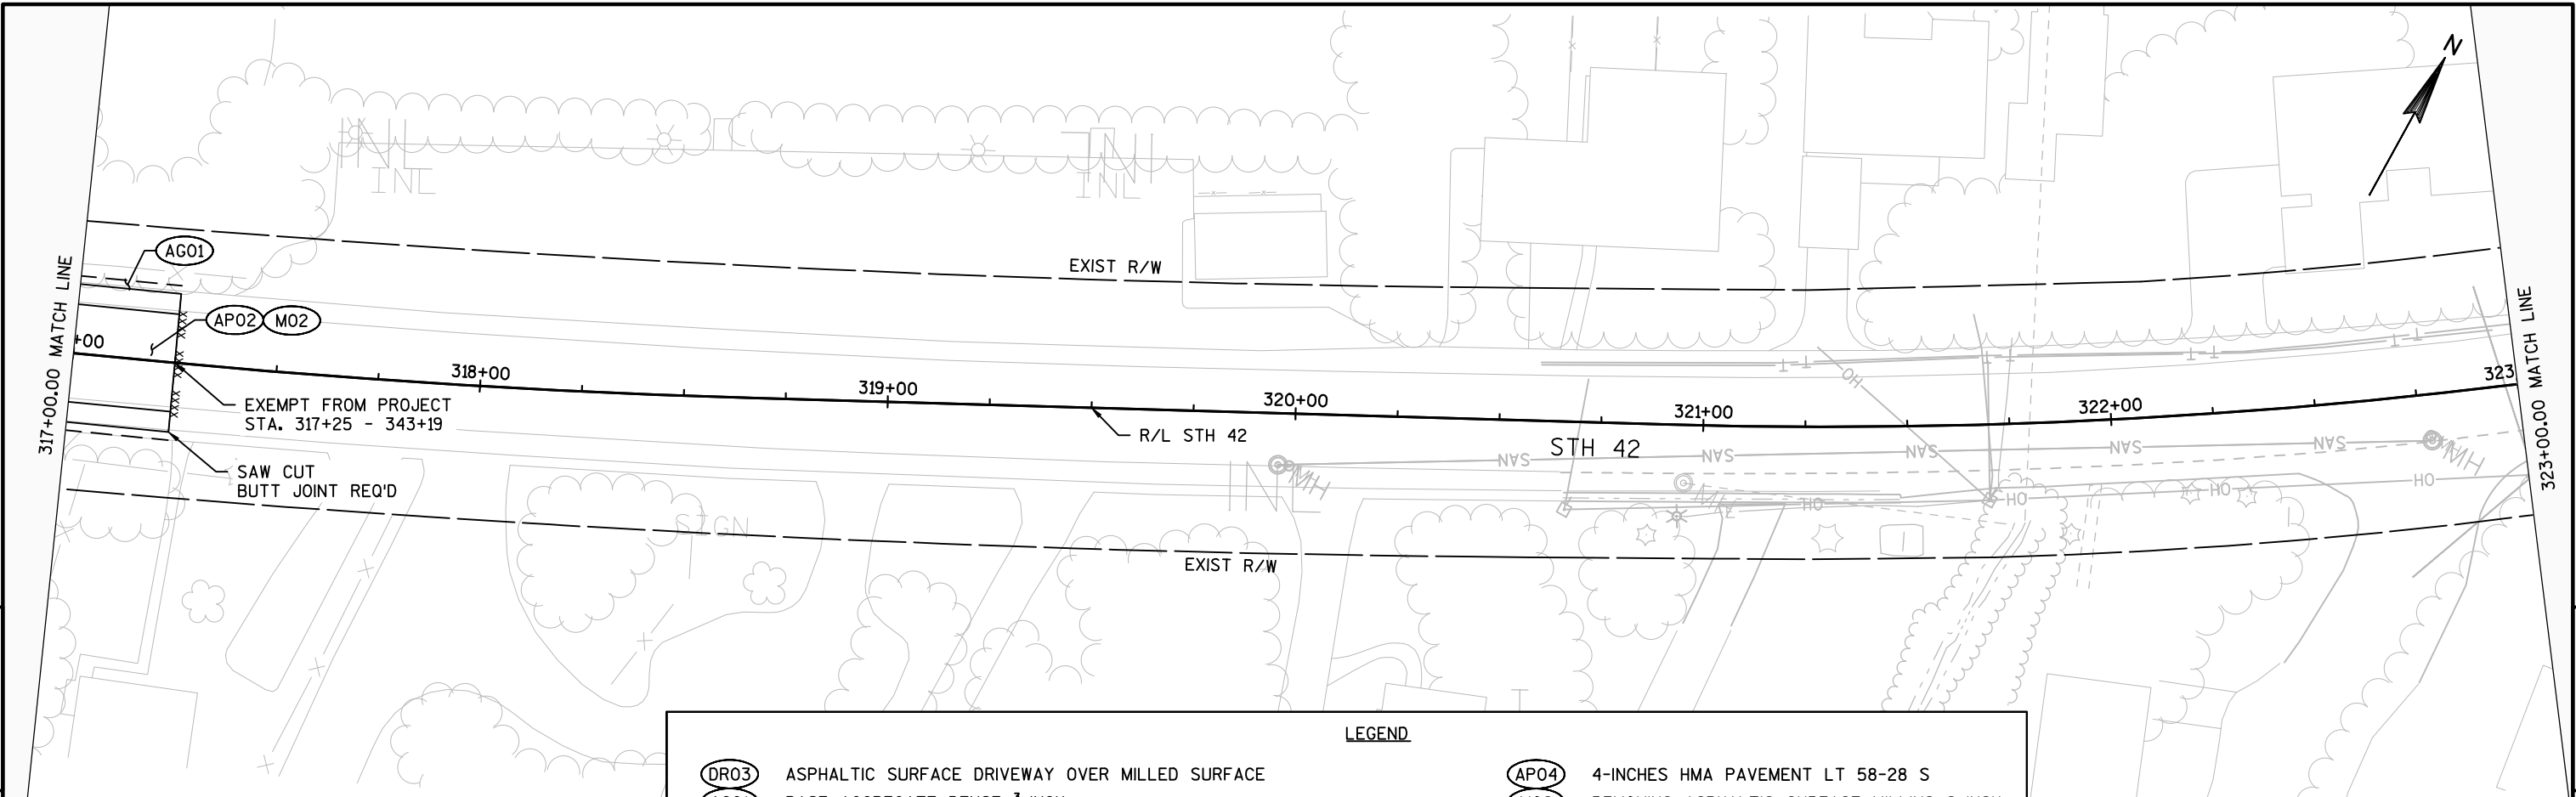 N
INL
INL
INL
AG01
EXIST R/W
AP02 M02
317+00.00 MATCH LINE
+00
318+00
319+00
320+00
321+00
322+00
323
323+00.00 MATCH LINE
EXEMPT FROM PROJECT
STA. 317+25 - 343+19
R/L STH 42
STH 42
SAW CUT
BUTT JOINT REQ'D
T T T T T T T T
OH
SAN SAN SAN SAN SAN
MH
MH
INL
SIGN
OH OH OH OH
EXIST R/W
LEGEND
DR03 ASPHALTIC SURFACE DRIVEWAY OVER MILLED SURFACE
AP04 4-INCHES HMA PAVEMENT LT 58-28 S